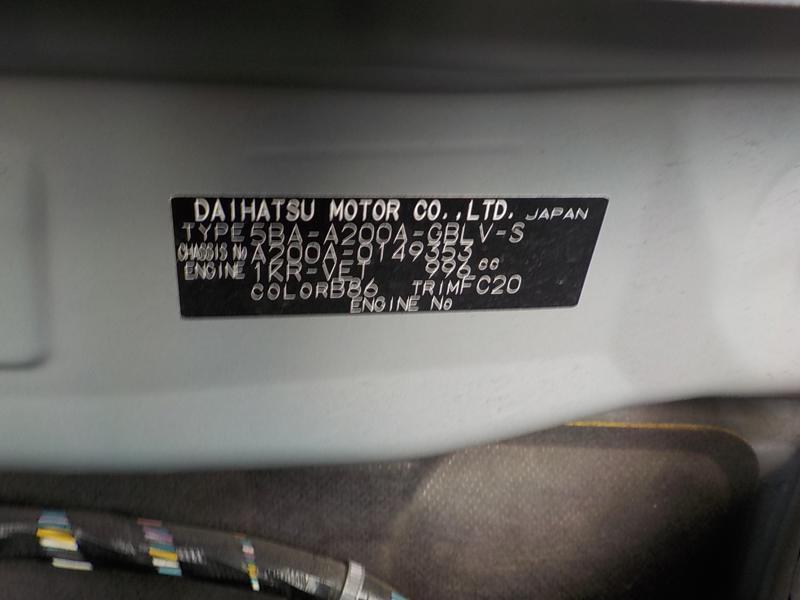 DAIHATSU MOTOR CO.,LTD. JAPAN
TYPE 5BA-A200A-GBLV-S
CHASSIS No A200A-0149353
ENGINE 1KR-VET 996 cc
COLOR B86 TRIM FC20
ENGINE No